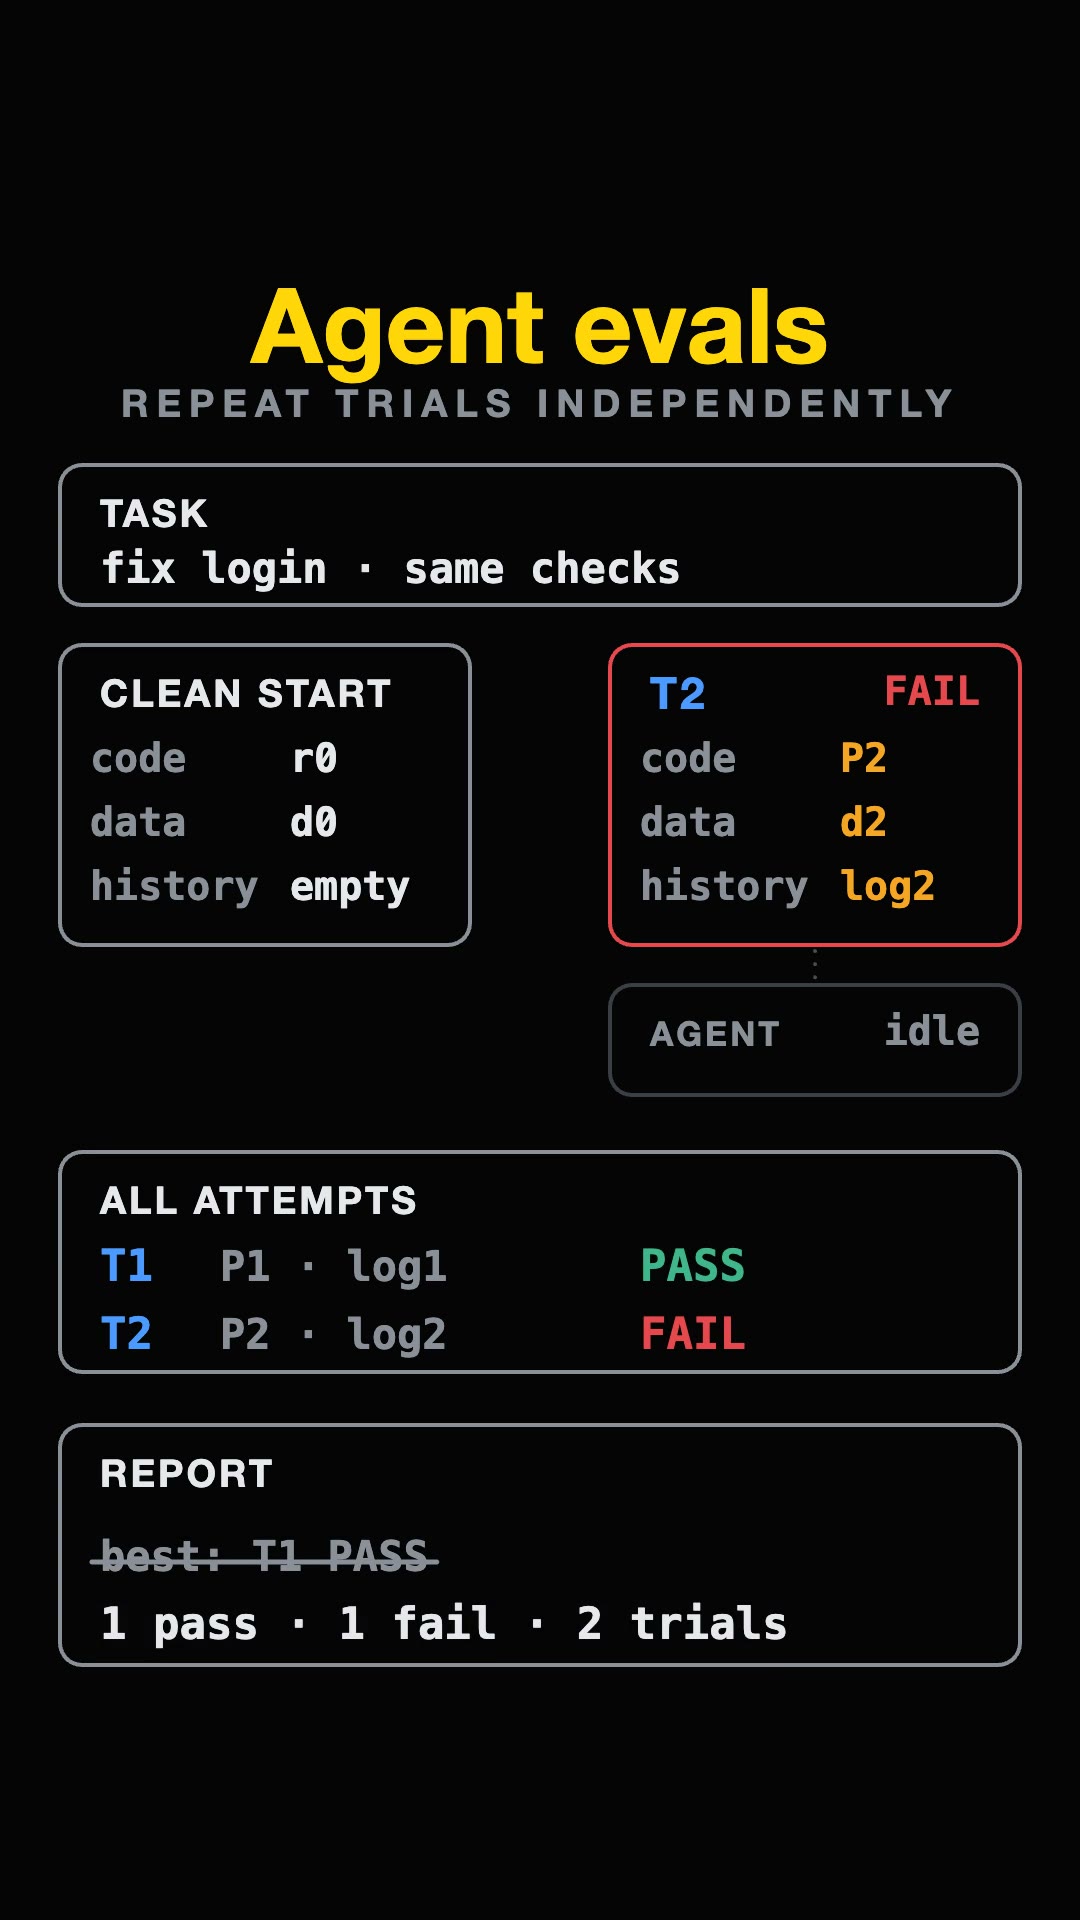 Agent evals
REPEAT TRIALS INDEPENDENTLY
TASK
fix login · same checks
CLEAN START
code r0
data d0
history empty
T2 FAIL
code P2
data d2
history log2
AGENT idle
ALL ATTEMPTS
T1 P1 · log1 PASS
T2 P2 · log2 FAIL
REPORT
best: T1 PASS
1 pass · 1 fail · 2 trials